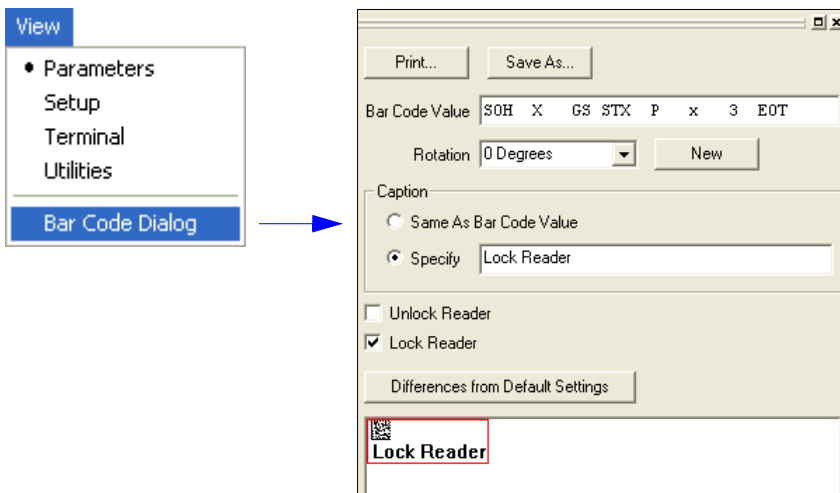 View
Parameters
Setup
Terminal
Utilities
Bar Code Dialog
Print... Save As...
Bar Code Value SOH X GS STX P x 3 EOT
Rotation 0 Degrees New
Caption
Same As Bar Code Value
Specify Lock Reader
Unlock Reader
Lock Reader
Differences from Default Settings
Lock Reader